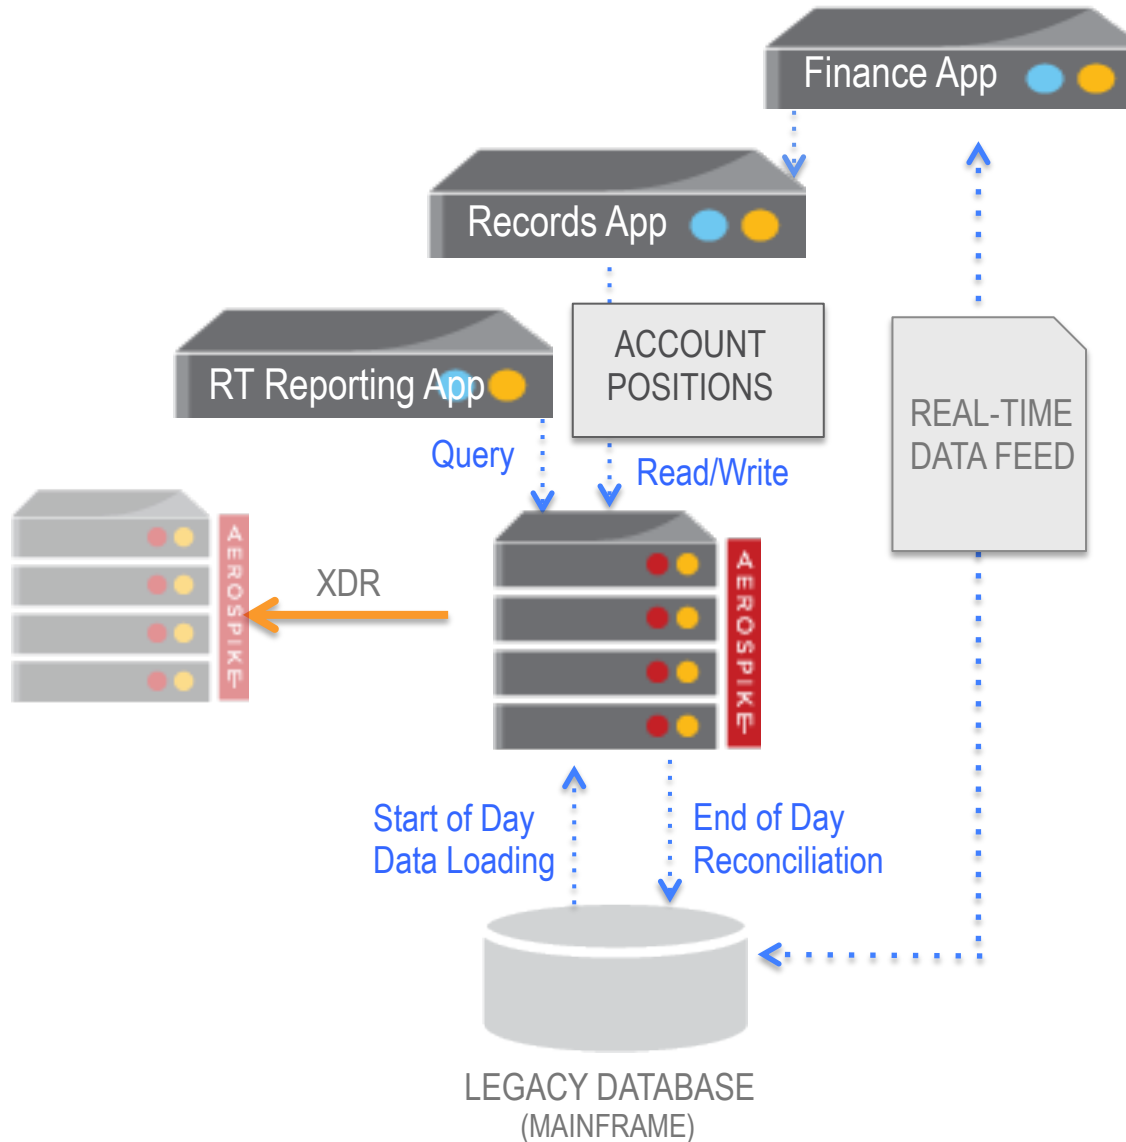 Finance App
Records App
RT Reporting App
ACCOUNT
POSITIONS
REAL-TIME
DATA FEED
Query
Read/Write
AEROSPIKE
XDR
AEROSPIKE
Start of Day
Data Loading
End of Day
Reconciliation
LEGACY DATABASE
(MAINFRAME)